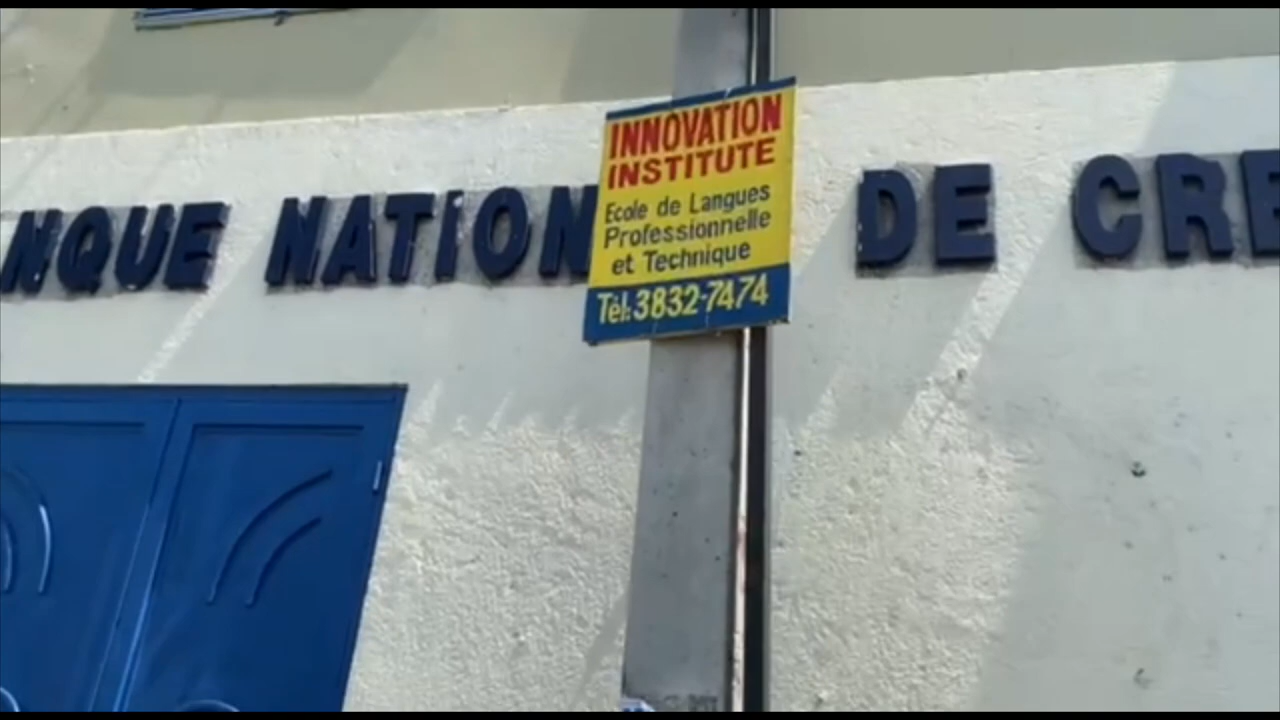 NQUE NATION DE CRE
INNOVATION
INSTITUTE
Ecole de Langues
Professionnelle
et Technique
Tél:3832-7474